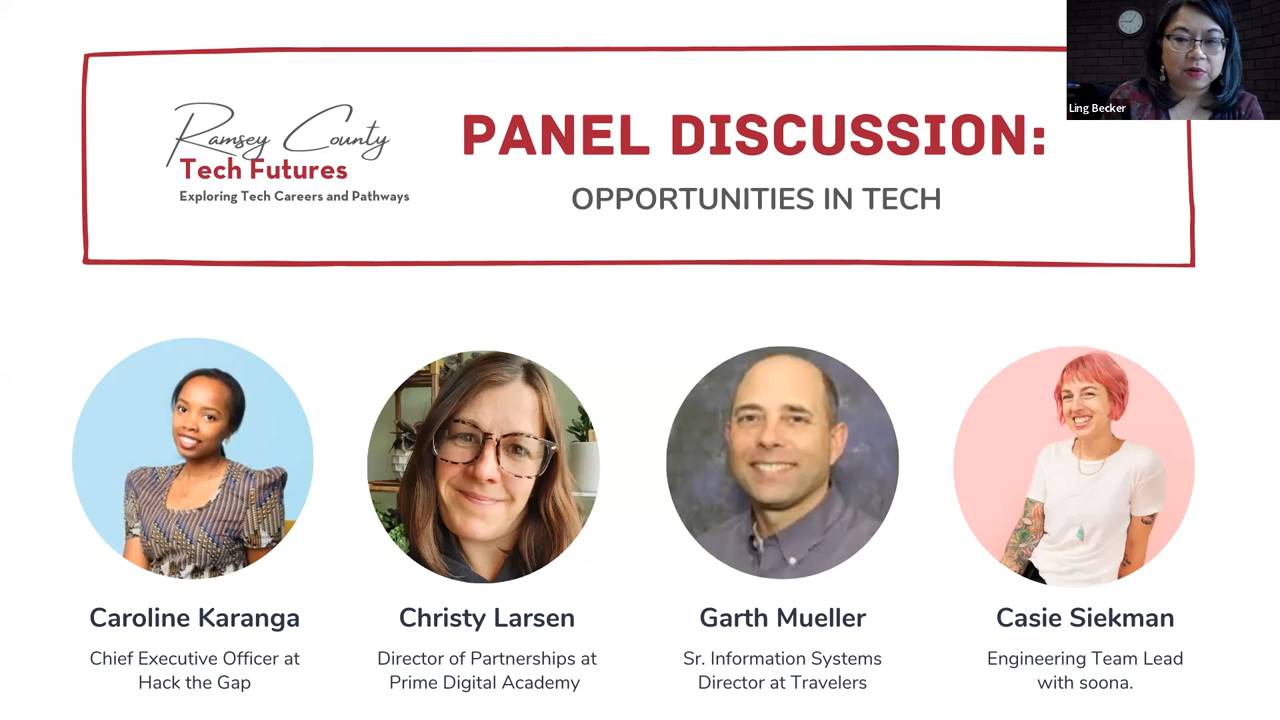 Ling Becker
Ramsey County
Tech Futures
Exploring Tech Careers and Pathways
PANEL DISCUSSION:
OPPORTUNITIES IN TECH
Caroline Karanga
Chief Executive Officer at
Hack the Gap
Christy Larsen
Director of Partnerships at
Prime Digital Academy
Garth Mueller
Sr. Information Systems
Director at Travelers
Casie Siekman
Engineering Team Lead
with soona.